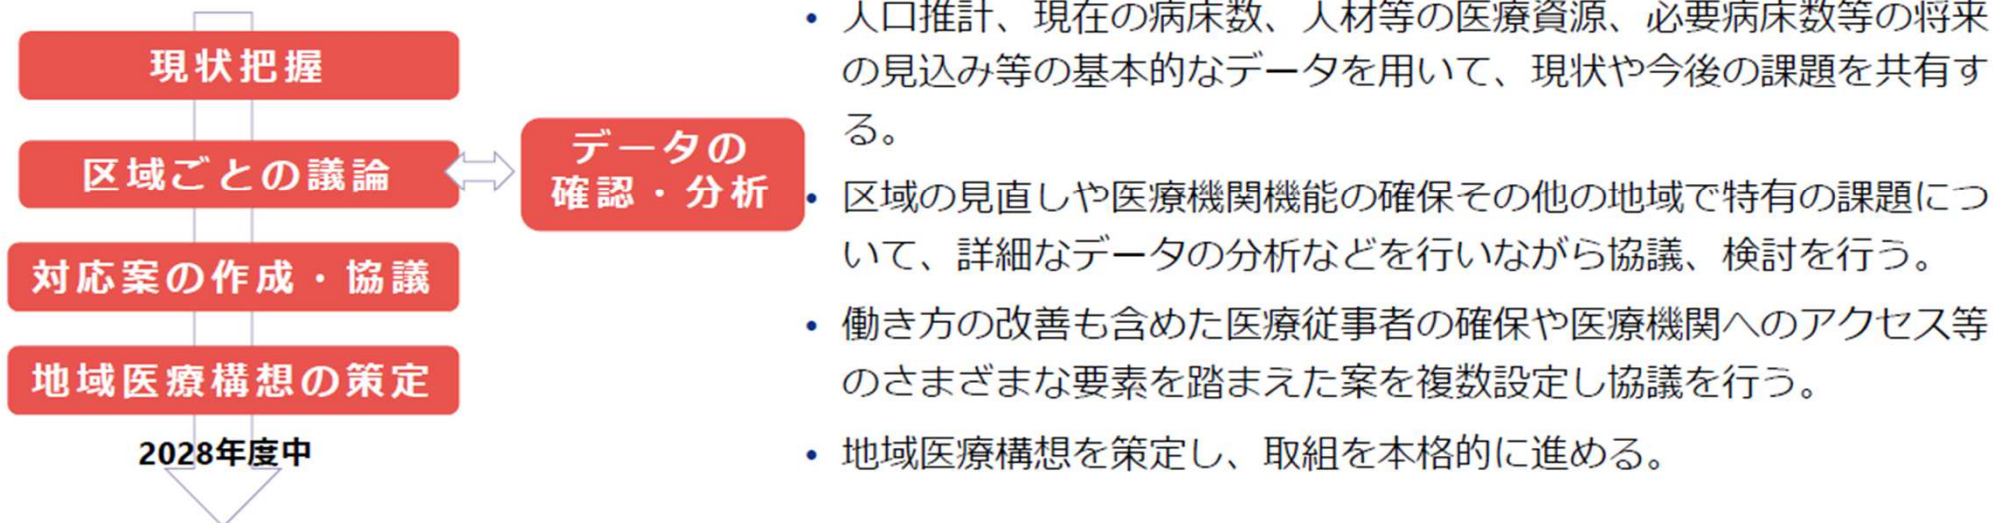 現状把握
区域ごとの議論
データの
確認・分析
対応案の作成・協議
地域医療構想の策定
2028年度中
• 人口推計、現在の病床数、人材等の医療資源、必要病床数等の将来
の見込み等の基本的なデータを用いて、現状や今後の課題を共有す
る。
• 区域の見直しや医療機関機能の確保その他の地域で特有の課題につ
いて、詳細なデータの分析などを行いながら協議、検討を行う。
• 働き方の改善も含めた医療従事者の確保や医療機関へのアクセス等
のさまざまな要素を踏まえた案を複数設定し協議を行う。
• 地域医療構想を策定し、取組を本格的に進める。